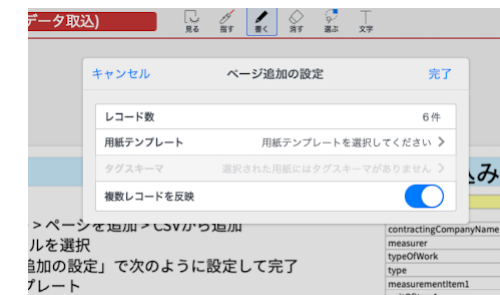 データ取込)
見る 指す 書く 消す 選ぶ 文字
キャンセル ページ追加の設定 完了
レコード数 6件
用紙テンプレート 用紙テンプレートを選択してください
タグスキーマ 選択された用紙にはタグスキーマがありません
複数レコードを反映
込み
> ページを追加 > CSVから追加
ルを選択
追加の設定」で次のように設定して完了
プレート
contractingCompanyName
measurer
typeOfWork
type
measurementItem1